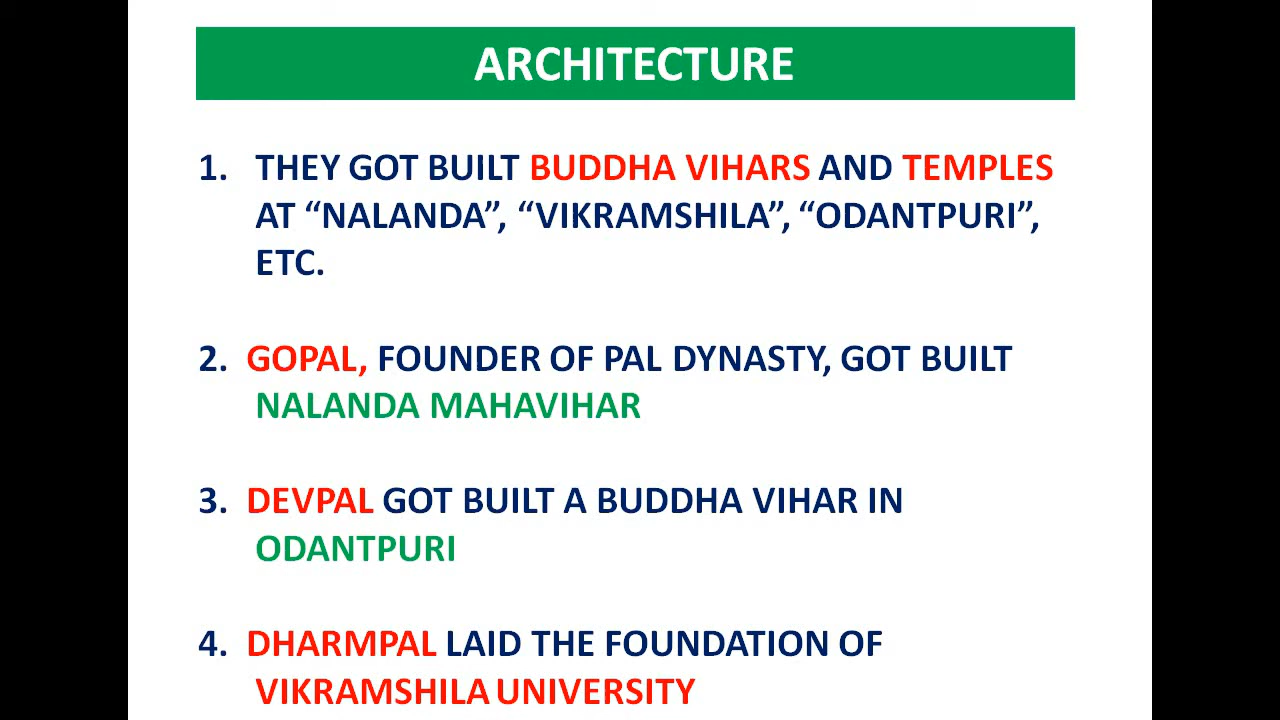 ARCHITECTURE
1. THEY GOT BUILT BUDDHA VIHARS AND TEMPLES
AT “NALANDA”, “VIKRAMSHILA”, “ODANTPURI”,
ETC.
2. GOPAL, FOUNDER OF PAL DYNASTY, GOT BUILT
NALANDA MAHAVIHAR
3. DEVPAL GOT BUILT A BUDDHA VIHAR IN
ODANTPURI
4. DHARMPAL LAID THE FOUNDATION OF
VIKRAMSHILA UNIVERSITY